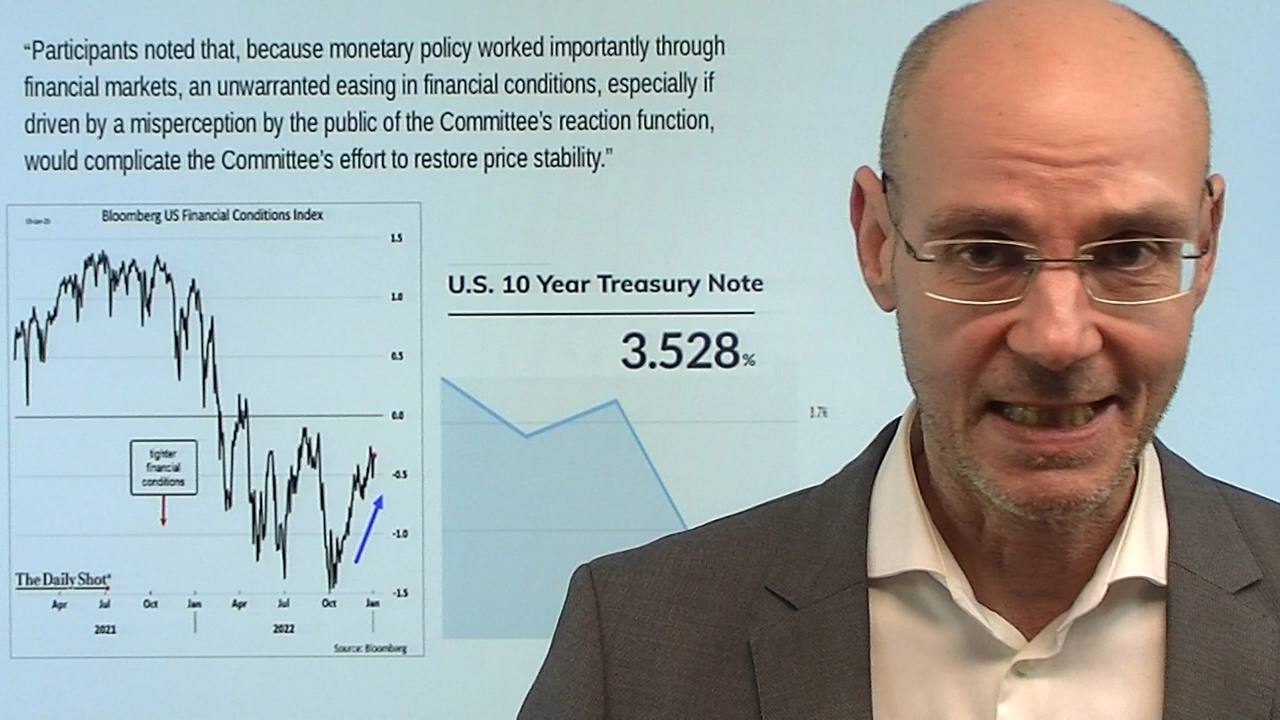 “Participants noted that, because monetary policy worked importantly through
financial markets, an unwarranted easing in financial conditions, especially if
driven by a misperception by the public of the Committee’s reaction function,
would complicate the Committee’s effort to restore price stability.”
Bloomberg US Financial Conditions Index
1.5
1.0
0.5
0.0
-0.5
-1.0
-1.5
tighter
financial
conditions
The Daily Shot
Apr Jul Oct Jan Apr Jul Oct Jan
2021 2022
Source: Bloomberg
U.S. 10 Year Treasury Note
3.528%
3.7%